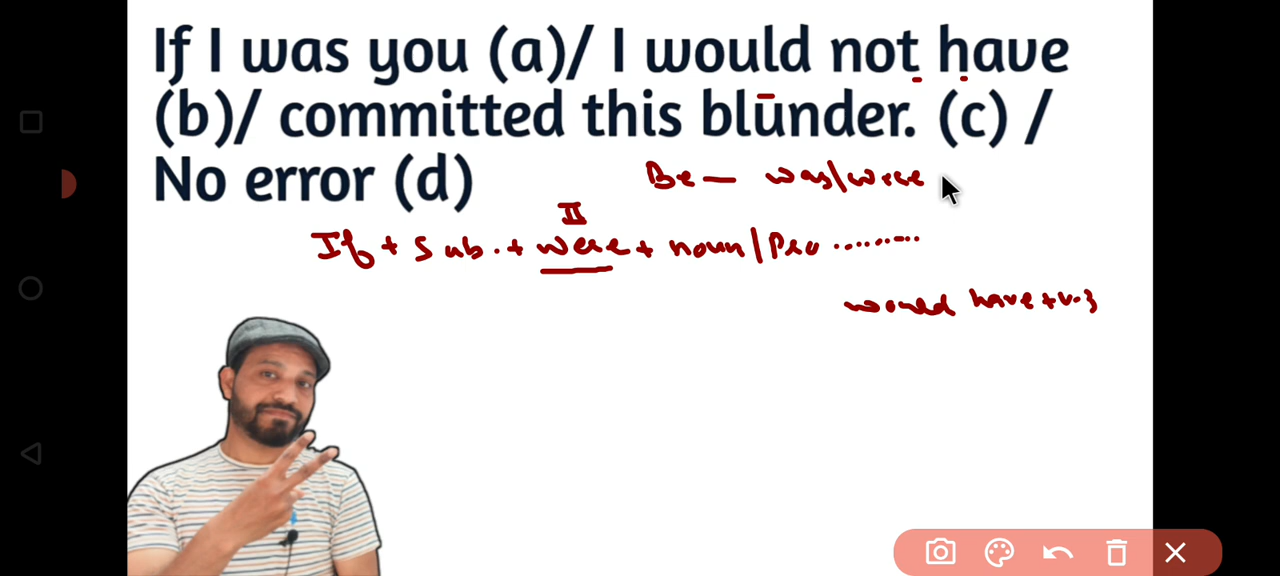 If I was you (a)/ I would not have
(b)/ committed this blunder. (c) /
No error (d)
Be — was/were
II
If + Sub. + were + noun/Pro ........
would have + v.3